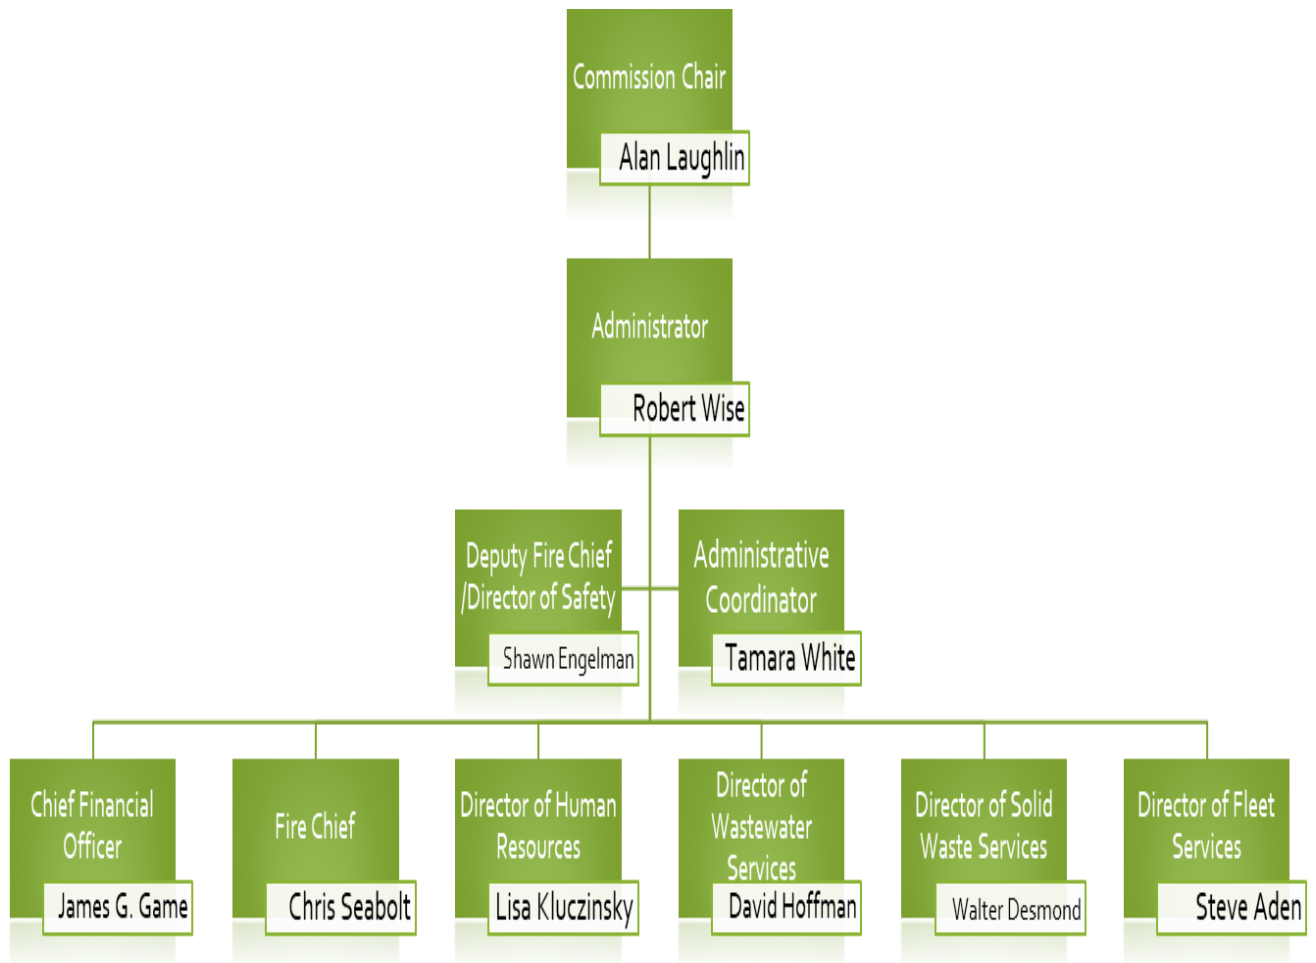 Commission Chair
Alan Laughlin
Administrator
Robert Wise
Deputy Fire Chief
/Director of Safety
Shawn Engelman
Administrative
Coordinator
Tamara White
Chief Financial
Officer
James G. Game
Fire Chief
Chris Seabolt
Director of Human
Resources
Lisa Kluczinsky
Director of
Wastewater
Services
David Hoffman
Director of Solid
Waste Services
Walter Desmond
Director of Fleet
Services
Steve Aden